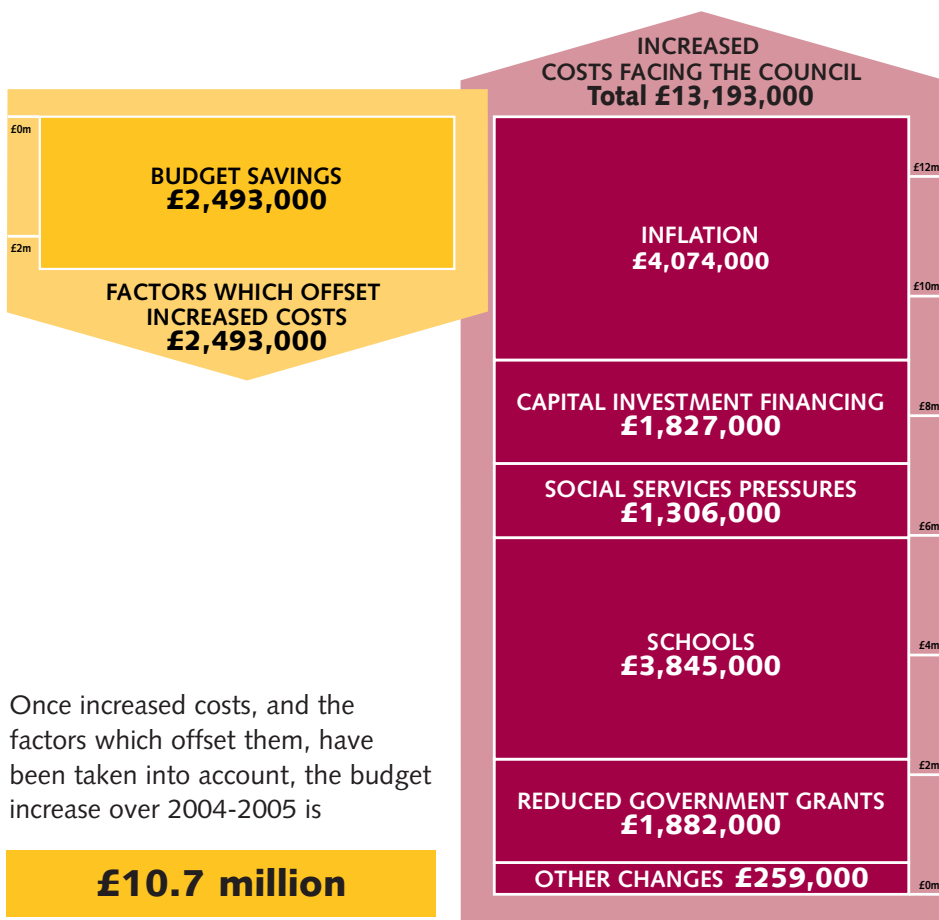 £0m
£2m
BUDGET SAVINGS
£2,493,000
FACTORS WHICH OFFSET
INCREASED COSTS
£2,493,000
Once increased costs, and the
factors which offset them, have
been taken into account, the budget
increase over 2004-2005 is
£10.7 million
INCREASED
COSTS FACING THE COUNCIL
Total £13,193,000
INFLATION
£4,074,000
CAPITAL INVESTMENT FINANCING
£1,827,000
SOCIAL SERVICES PRESSURES
£1,306,000
SCHOOLS
£3,845,000
REDUCED GOVERNMENT GRANTS
£1,882,000
OTHER CHANGES £259,000
£12m
£10m
£8m
£6m
£4m
£2m
£0m